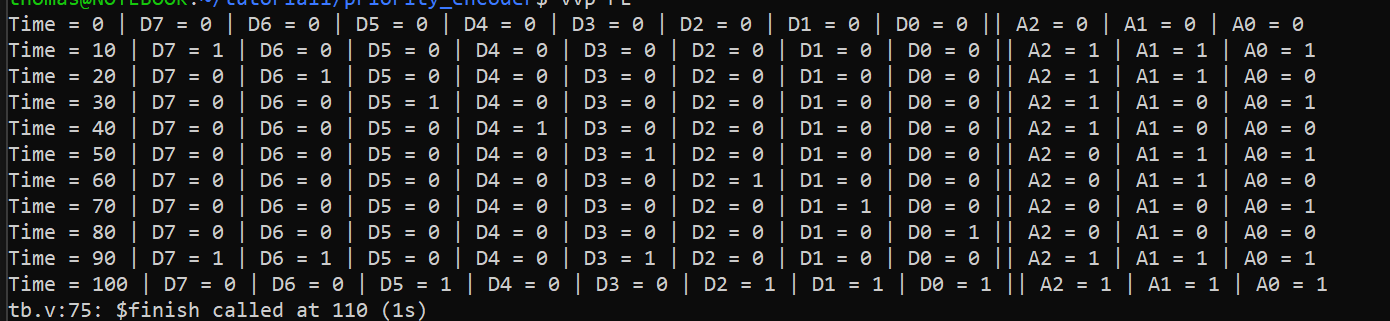 thomas@NOTEBOOK:~/tutorial1/priority_encoder$ vvp PE
Time = 0 | D7 = 0 | D6 = 0 | D5 = 0 | D4 = 0 | D3 = 0 | D2 = 0 | D1 = 0 | D0 = 0 || A2 = 0 | A1 = 0 | A0 = 0
Time = 10 | D7 = 1 | D6 = 0 | D5 = 0 | D4 = 0 | D3 = 0 | D2 = 0 | D1 = 0 | D0 = 0 || A2 = 1 | A1 = 1 | A0 = 1
Time = 20 | D7 = 0 | D6 = 1 | D5 = 0 | D4 = 0 | D3 = 0 | D2 = 0 | D1 = 0 | D0 = 0 || A2 = 1 | A1 = 1 | A0 = 0
Time = 30 | D7 = 0 | D6 = 0 | D5 = 1 | D4 = 0 | D3 = 0 | D2 = 0 | D1 = 0 | D0 = 0 || A2 = 1 | A1 = 0 | A0 = 1
Time = 40 | D7 = 0 | D6 = 0 | D5 = 0 | D4 = 1 | D3 = 0 | D2 = 0 | D1 = 0 | D0 = 0 || A2 = 1 | A1 = 0 | A0 = 0
Time = 50 | D7 = 0 | D6 = 0 | D5 = 0 | D4 = 0 | D3 = 1 | D2 = 0 | D1 = 0 | D0 = 0 || A2 = 0 | A1 = 1 | A0 = 1
Time = 60 | D7 = 0 | D6 = 0 | D5 = 0 | D4 = 0 | D3 = 0 | D2 = 1 | D1 = 0 | D0 = 0 || A2 = 0 | A1 = 1 | A0 = 0
Time = 70 | D7 = 0 | D6 = 0 | D5 = 0 | D4 = 0 | D3 = 0 | D2 = 0 | D1 = 1 | D0 = 0 || A2 = 0 | A1 = 0 | A0 = 1
Time = 80 | D7 = 0 | D6 = 0 | D5 = 0 | D4 = 0 | D3 = 0 | D2 = 0 | D1 = 0 | D0 = 1 || A2 = 0 | A1 = 0 | A0 = 0
Time = 90 | D7 = 1 | D6 = 1 | D5 = 0 | D4 = 0 | D3 = 1 | D2 = 0 | D1 = 0 | D0 = 0 || A2 = 1 | A1 = 1 | A0 = 1
Time = 100 | D7 = 0 | D6 = 0 | D5 = 1 | D4 = 0 | D3 = 0 | D2 = 1 | D1 = 1 | D0 = 1 || A2 = 1 | A1 = 1 | A0 = 1
tb.v:75: $finish called at 110 (1s)